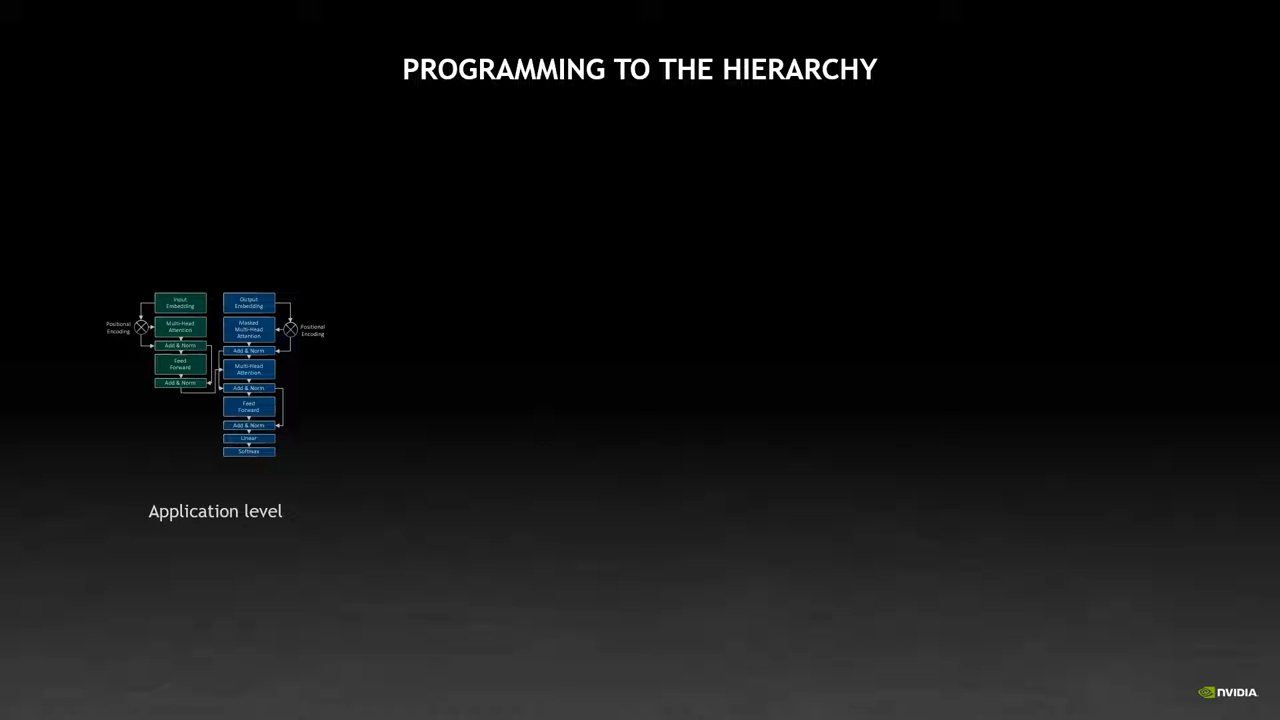 PROGRAMMING TO THE HIERARCHY
Input
Embedding
Positional
Encoding
Multi-Head
Attention
Add & Norm
Feed
Forward
Add & Norm
Output
Embedding
Masked
Multi-Head
Attention
Positional
Encoding
Add & Norm
Multi-Head
Attention
Add & Norm
Feed
Forward
Add & Norm
Linear
Softmax
Application level
NVIDIA.